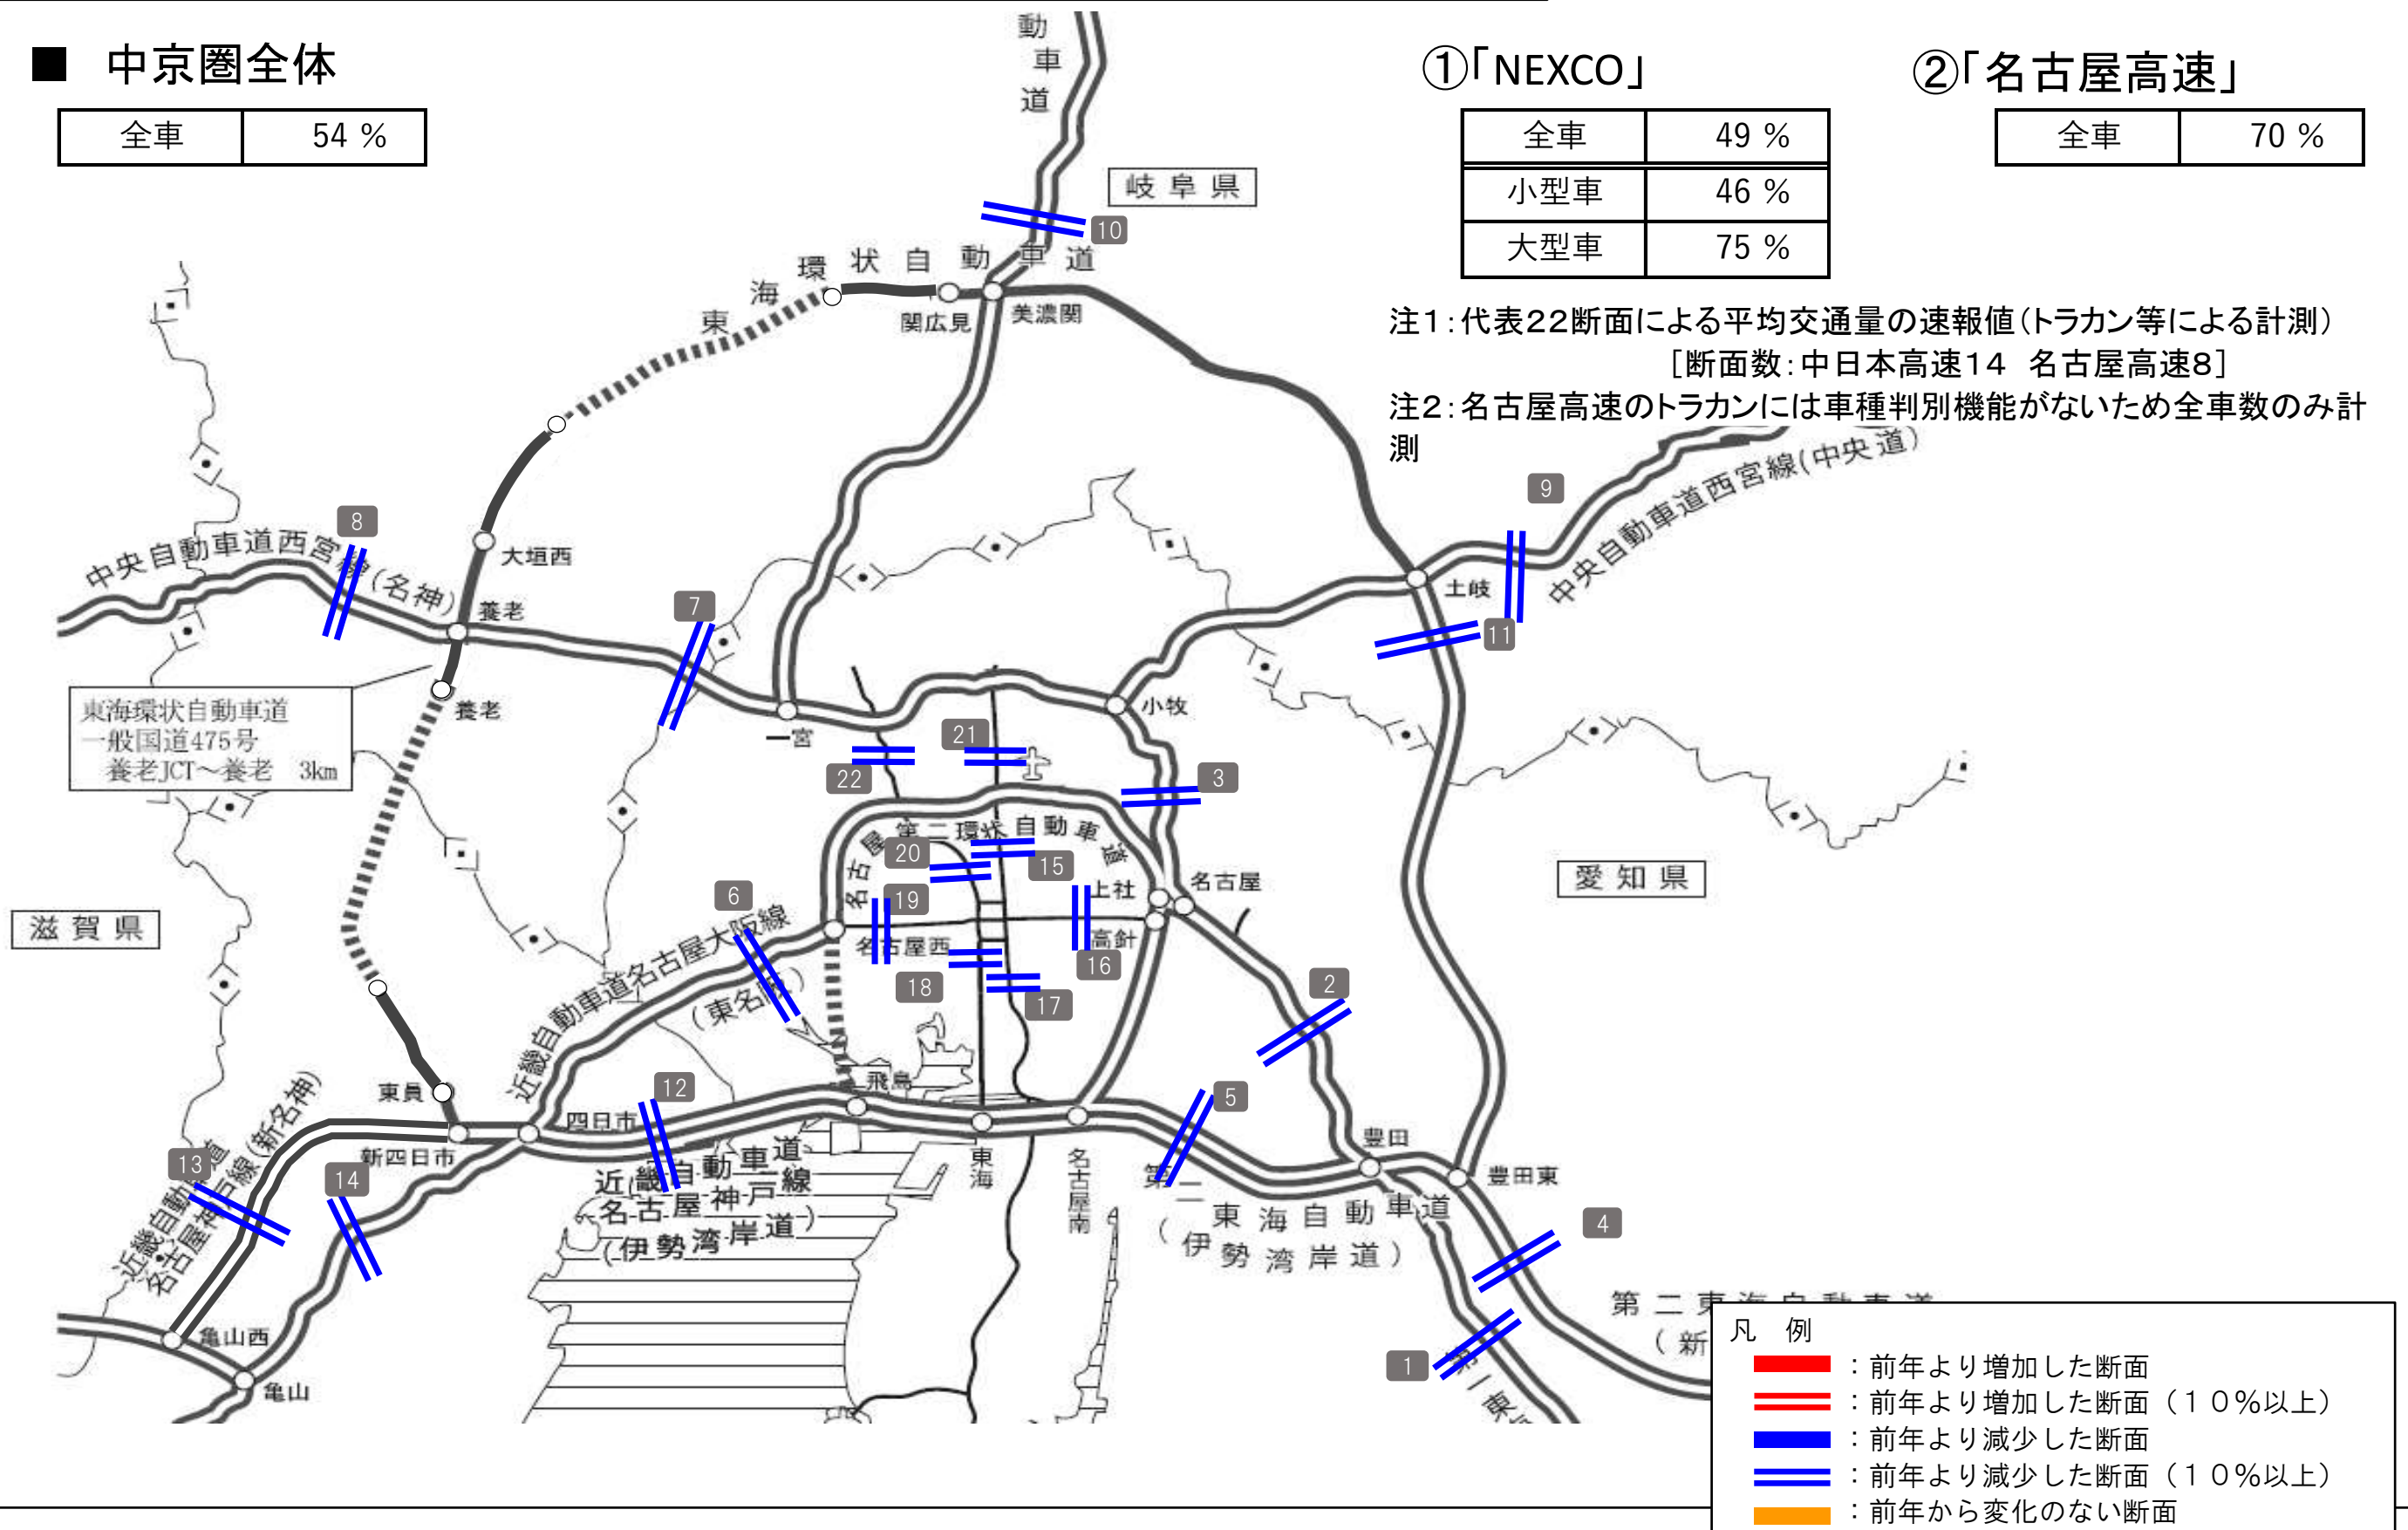 ■ 中京圏全体
全車 54 %
①「NEXCO」
全車 49 %
小型車 46 %
大型車 75 %
②「名古屋高速」
全車 70 %
注1：代表22断面による平均交通量の速報値（トラカン等による計測）
［断面数：中日本高速14 名古屋高速8］
注2：名古屋高速のトラカンには車種判別機能がないため全車数のみ計
測
動車道
岐阜県
10
東海環状自動車道
関広見
美濃関
9
中央自動車道西宮線(中央道)
8
中央自動車道西宮線(名神)
大垣西
養老
7
土岐
11
東海環状自動車道
一般国道475号
養老JCT～養老 3km
養老
一宮
小牧
21
22
3
名古屋第二環状自動車道
20
15
上社
名古屋
愛知県
6
19
滋賀県
近畿自動車道名古屋大阪線
(東名阪)
名古屋西
高針
16
18
17
2
東員
飛島
12
四日市
5
新四日市
13
14
近畿自動車道
名古屋神戸線(新名神)
近畿自動車道
名古屋神戸線
(伊勢湾岸道)
東海
名古屋南
豊田
豊田東
第二東海自動車道
(伊勢湾岸道)
4
亀山西
亀山
1
第一東
第二東海自動車道
(新
凡 例
：前年より増加した断面
：前年より増加した断面（１０％以上）
：前年より減少した断面
：前年より減少した断面（１０％以上）
：前年から変化のない断面